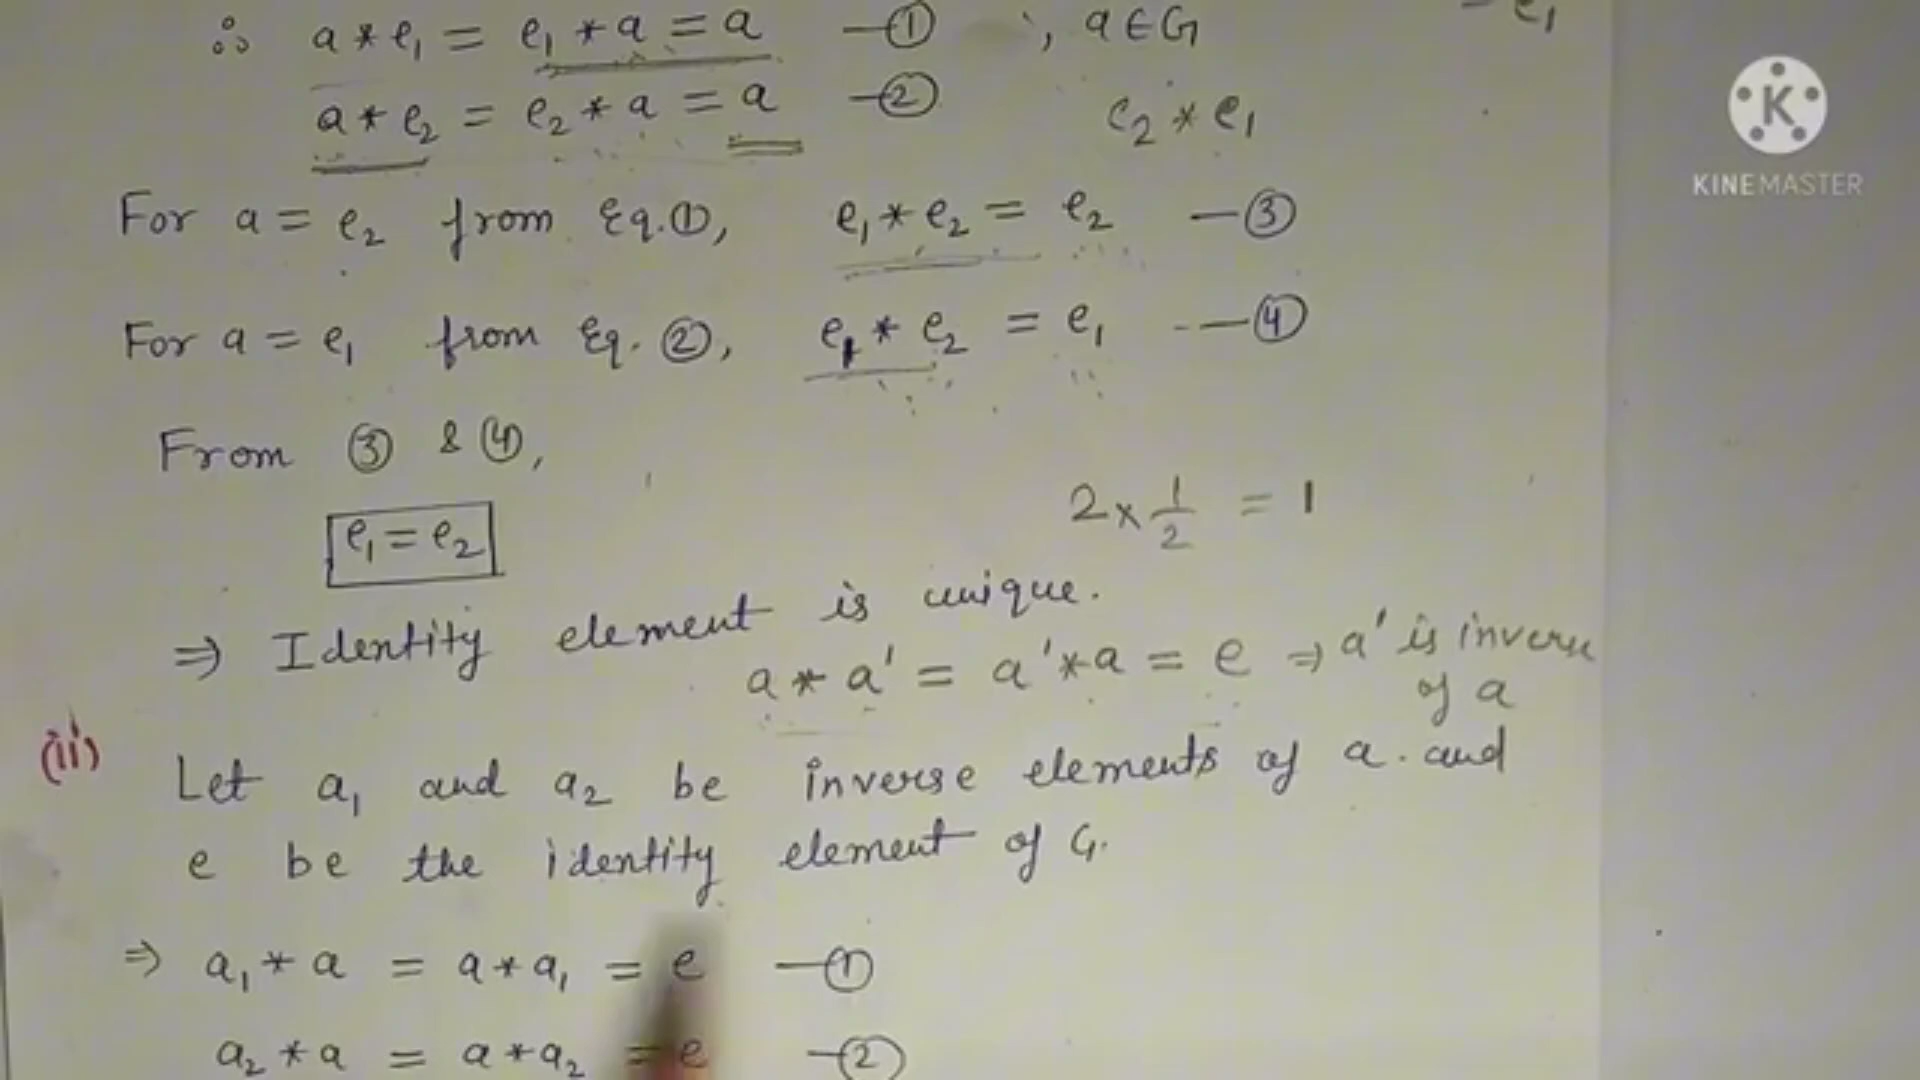 ∴ a * e₁ = e₁ * a = a —① , a ∈ G
e₁
a * e₂ = e₂ * a = a —②
e₂ * e₁
K
KINEMASTER
For a = e₂ from Eq.①, e₁ * e₂ = e₂ —③
For a = e₁ from Eq. ②, e₁ * e₂ = e₁ —④
From ③ & ④,
e₁ = e₂
2 × 1/2 = 1
⇒ Identity element is unique.
a * a' = a' * a = e ⇒ a' is inverse
of a
(ii)
Let a₁ and a₂ be inverse elements of a. and
e be the identity element of G.
⇒ a₁ * a = a * a₁ = e —①
a₂ * a = a * a₂ = e —②